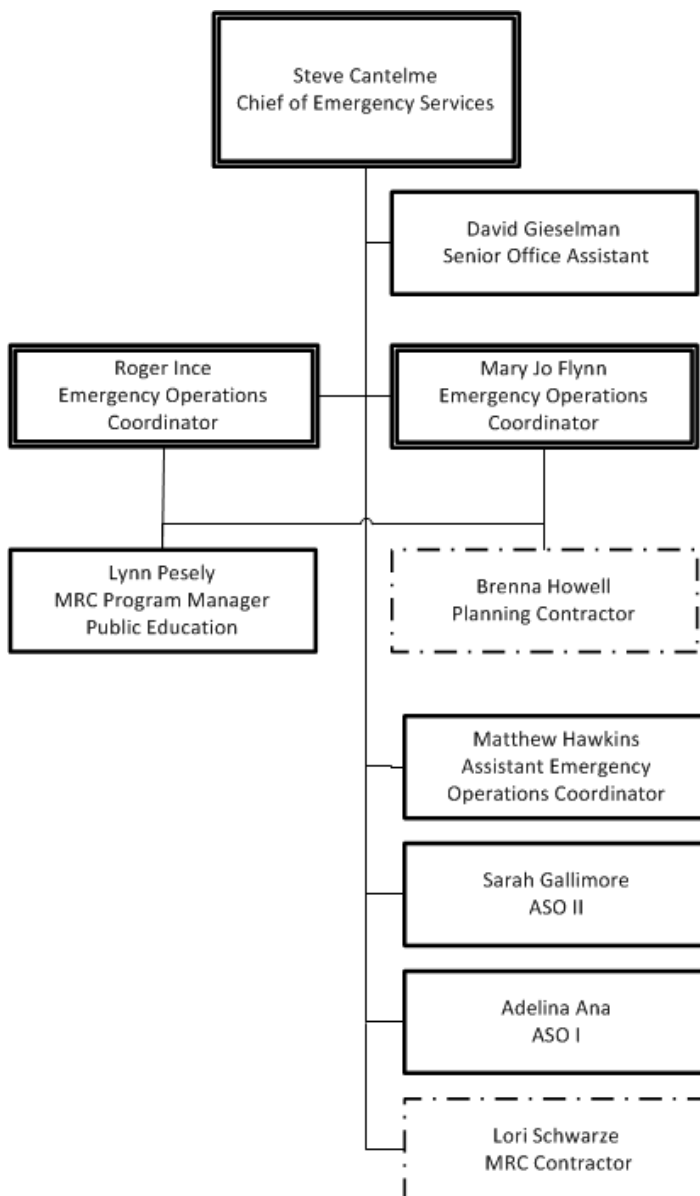 Steve Cantelme
Chief of Emergency Services
David Gieselman
Senior Office Assistant
Roger Ince
Emergency Operations
Coordinator
Mary Jo Flynn
Emergency Operations
Coordinator
Lynn Pesely
MRC Program Manager
Public Education
Brenna Howell
Planning Contractor
Matthew Hawkins
Assistant Emergency
Operations Coordinator
Sarah Gallimore
ASO II
Adelina Ana
ASO I
Lori Schwarze
MRC Contractor